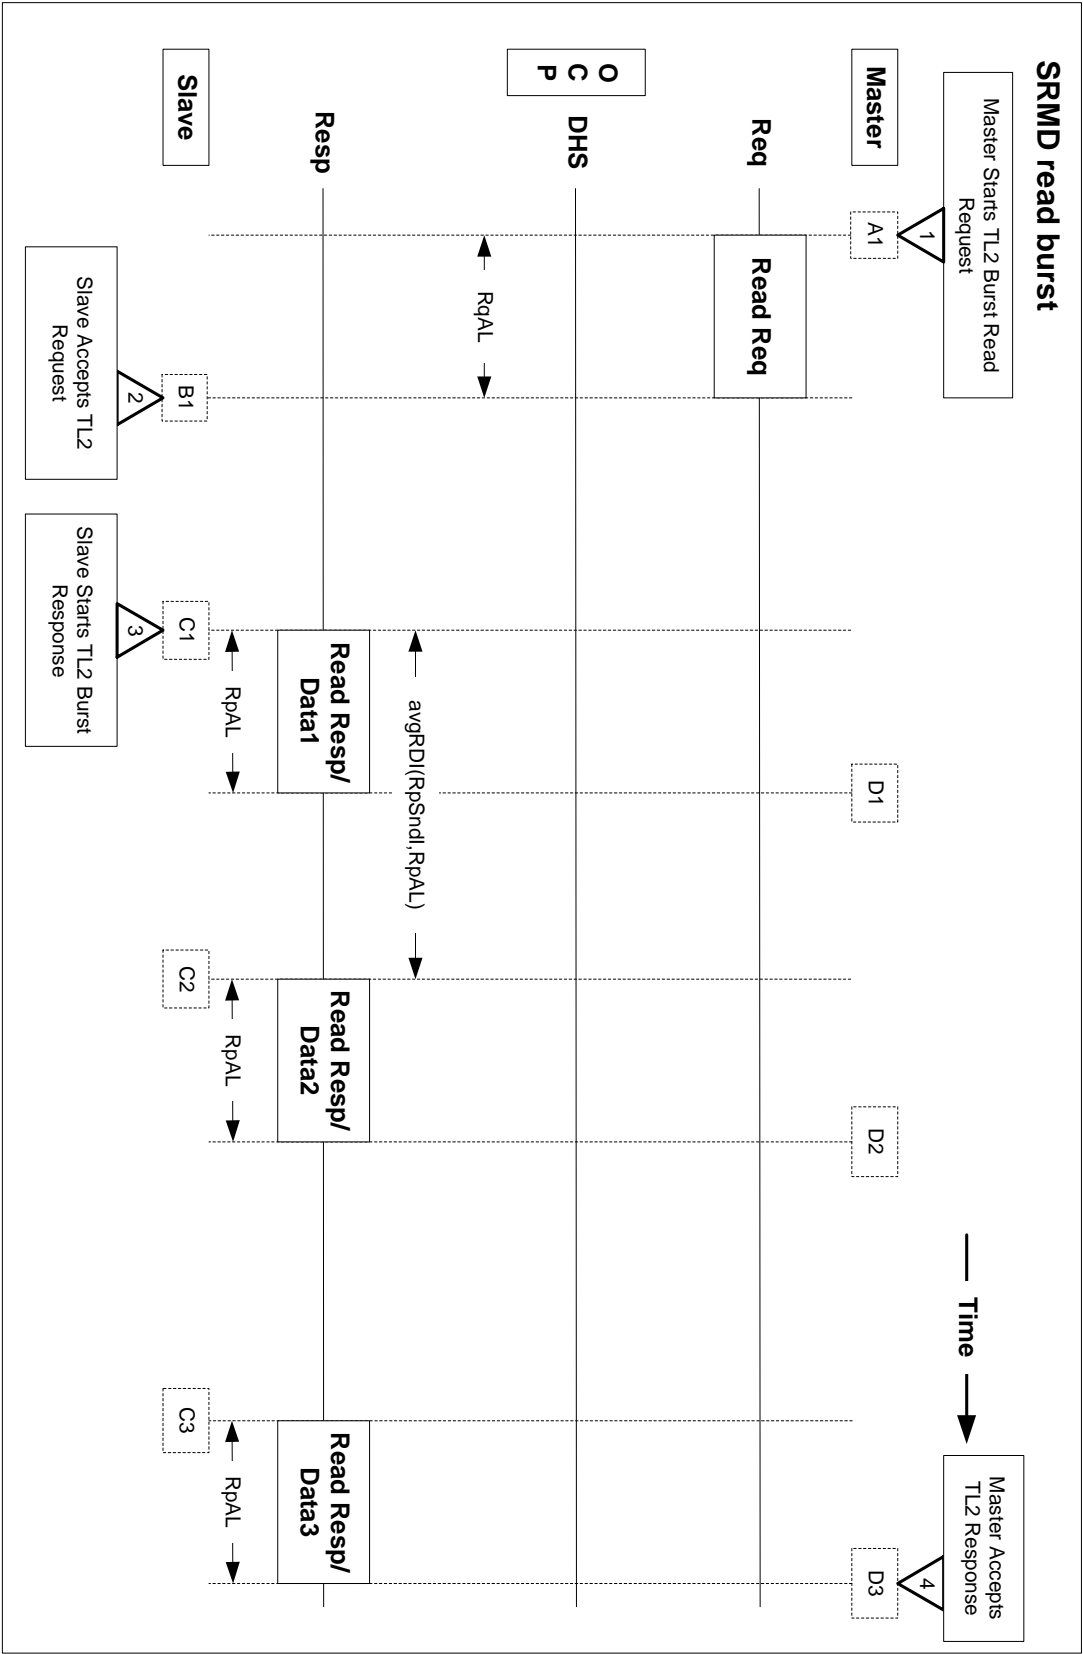 SRMD read burst
Master Starts TL2 Burst Read
Request
Time
Master Accepts
TL2 Response
1
4
Master
A1
D1
D2
D3
Req
Read Req
O
C
P
DHS
RqAL
avgRDI(RpSndI,RpAL)
Resp
Read Resp/
Data1
Read Resp/
Data2
Read Resp/
Data3
RpAL
RpAL
RpAL
Slave
B1
C1
C2
C3
2
3
Slave Accepts TL2
Request
Slave Starts TL2 Burst
Response